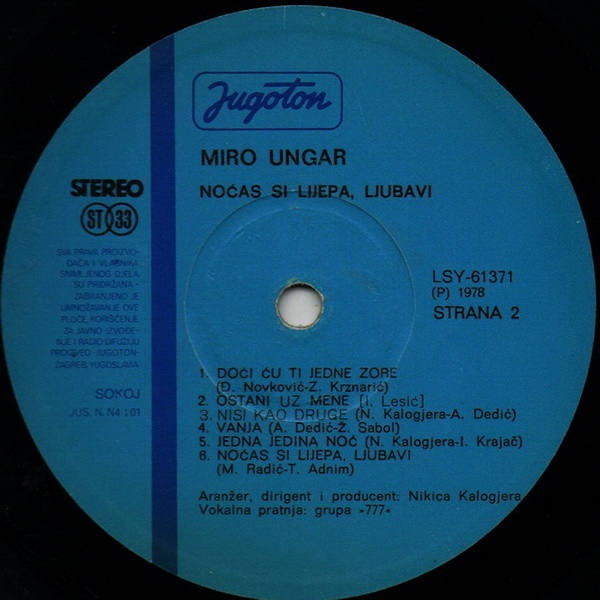 Jugoton
MIRO UNGAR
NOĆAS SI LIJEPA, LJUBAVI
STEREO
ST 33
SVA PRAVA PROIZVO-
ĐAČA I VLASNIKA
SNIMLJENOG DJELA
SU PRIDRŽANA -
ZABRANJENO JE
UMNOŽAVANJE OVE
PLOČE, KORIŠĆENJE
ZA JAVNO IZVOĐE-
NJE I RADIO-DIFUZIJU
PROIZVEO - JUGOTON -
ZAGREB, YUGOSLAVIA
SOKOJ
JUS. N. N4 101
LSY-61371
(P) 1978
STRANA 2
1. DOĆI ĆU TI JEDNE ZORE
(Đ. Novković-Z. Krznarić)
2. OSTANI UZ MENE [I. Lesić]
3. NISI KAO DRUGE (N. Kalogjera-A. Dedić)
4. VANJA (A. Dedić-Ž. Sabol)
5. JEDNA JEDINA NOĆ (N. Kalogjera-I. Krajač)
6. NOĆAS SI LIJEPA, LJUBAVI
(M. Radić-T. Adnim)
Aranžer, dirigent i producent: Nikica Kalogjera
Vokalna pratnja: grupa »777«